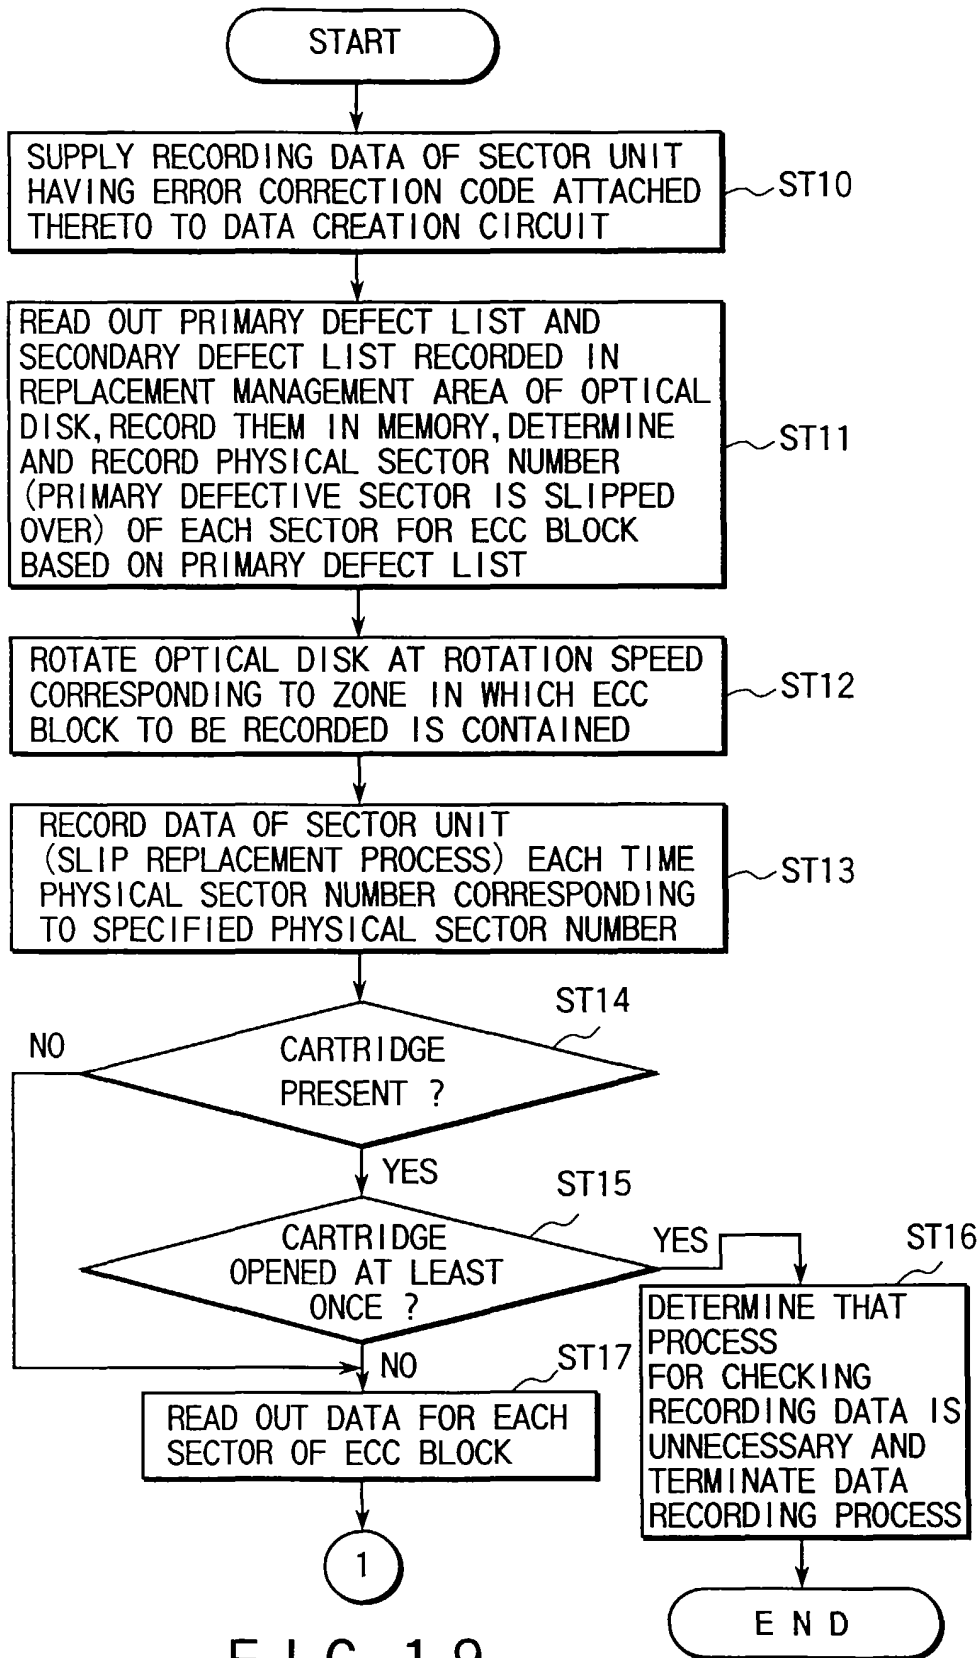 START
SUPPLY RECORDING DATA OF SECTOR UNIT
HAVING ERROR CORRECTION CODE ATTACHED
THERETO TO DATA CREATION CIRCUIT
ST10
READ OUT PRIMARY DEFECT LIST AND
SECONDARY DEFECT LIST RECORDED IN
REPLACEMENT MANAGEMENT AREA OF OPTICAL
DISK, RECORD THEM IN MEMORY, DETERMINE
AND RECORD PHYSICAL SECTOR NUMBER
(PRIMARY DEFECTIVE SECTOR IS SLIPPED
OVER) OF EACH SECTOR FOR ECC BLOCK
BASED ON PRIMARY DEFECT LIST
ST11
ROTATE OPTICAL DISK AT ROTATION SPEED
CORRESPONDING TO ZONE IN WHICH ECC
BLOCK TO BE RECORDED IS CONTAINED
ST12
RECORD DATA OF SECTOR UNIT
(SLIP REPLACEMENT PROCESS) EACH TIME
PHYSICAL SECTOR NUMBER CORRESPONDING
TO SPECIFIED PHYSICAL SECTOR NUMBER
ST13
ST14
NO
CARTRIDGE
PRESENT ?
YES
ST15
CARTRIDGE
OPENED AT LEAST
ONCE ?
YES
ST16
DETERMINE THAT
PROCESS
FOR CHECKING
RECORDING DATA IS
UNNECESSARY AND
TERMINATE DATA
RECORDING PROCESS
NO
ST17
READ OUT DATA FOR EACH
SECTOR OF ECC BLOCK
1
END